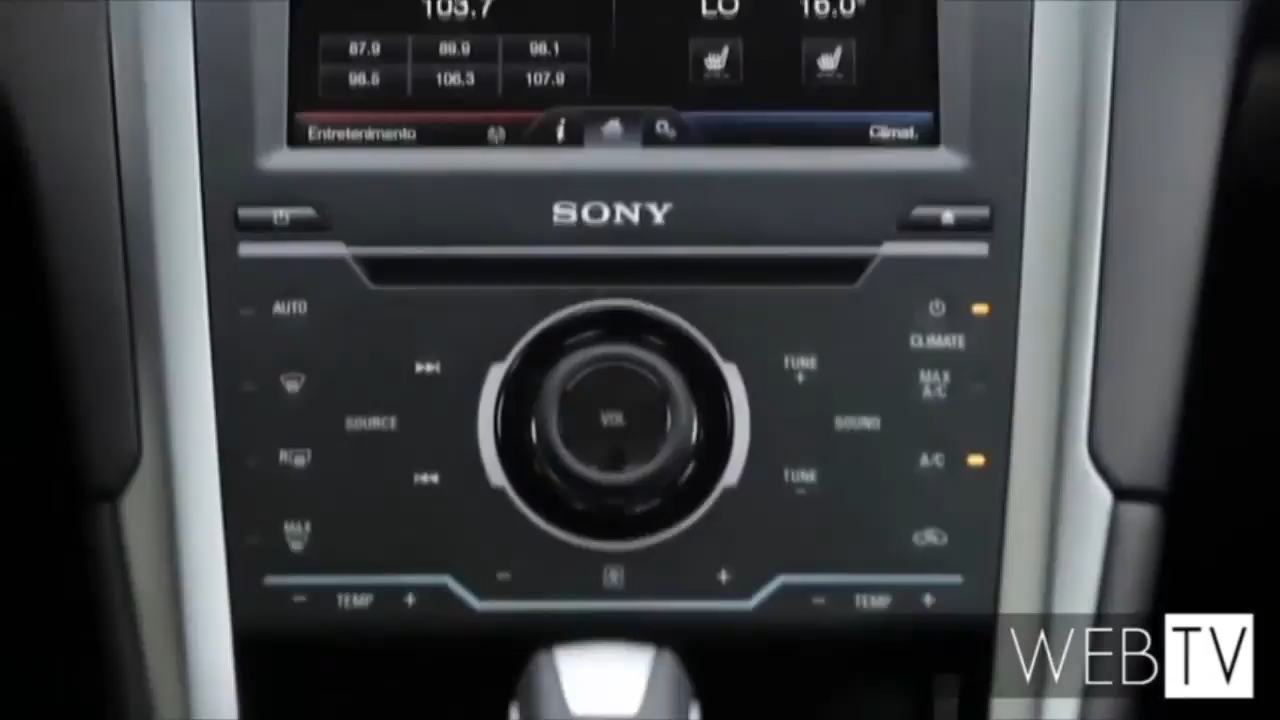 103.7
LO 16.0°
87.9 89.9 96.1
96.5 106.3 107.9
Entretenimento i Climat.
SONY
AUTO
CLIMATE
TUNE +
MAX A/C
SOURCE
VOL
SOUND
R
A/C
TUNE -
MAX
- +
- TEMP +
- TEMP +
WEBTV